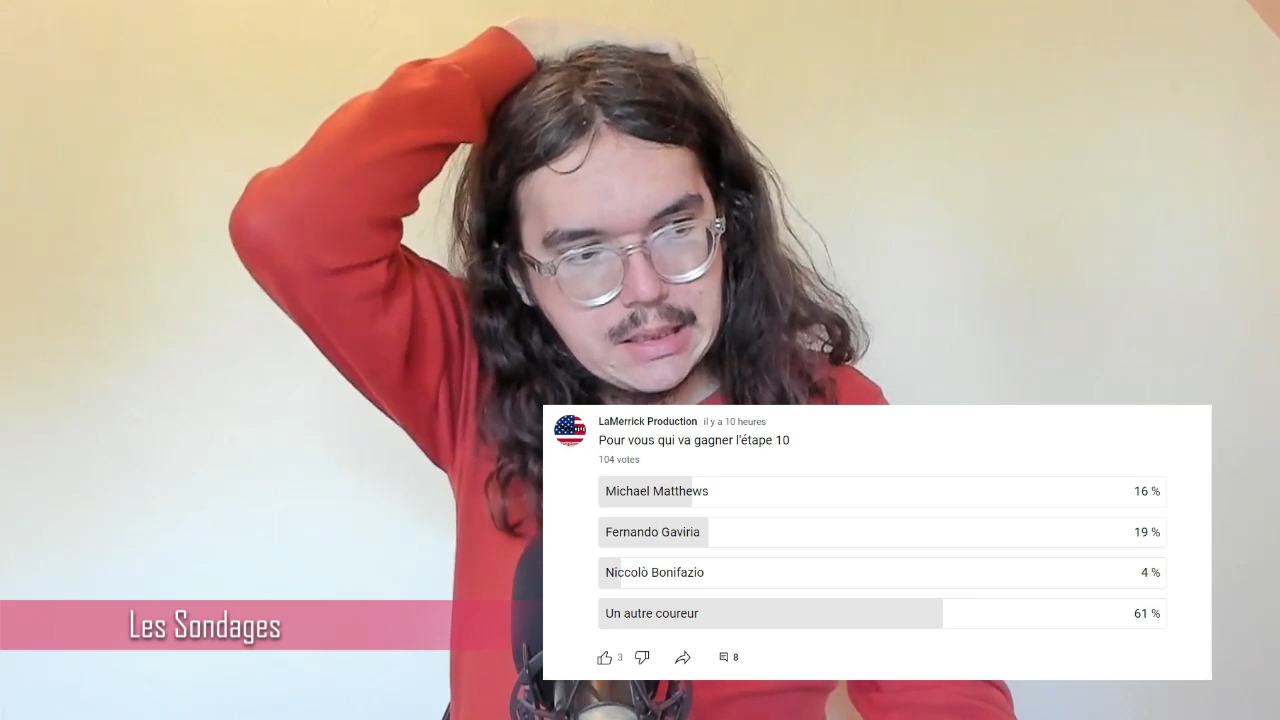 LaMerrick Production il y a 10 heures
Pour vous qui va gagner l'étape 10
104 votes
Michael Matthews 16 %
Fernando Gaviria 19 %
Niccolò Bonifazio 4 %
Un autre coureur 61 %
Les Sondages
3 8